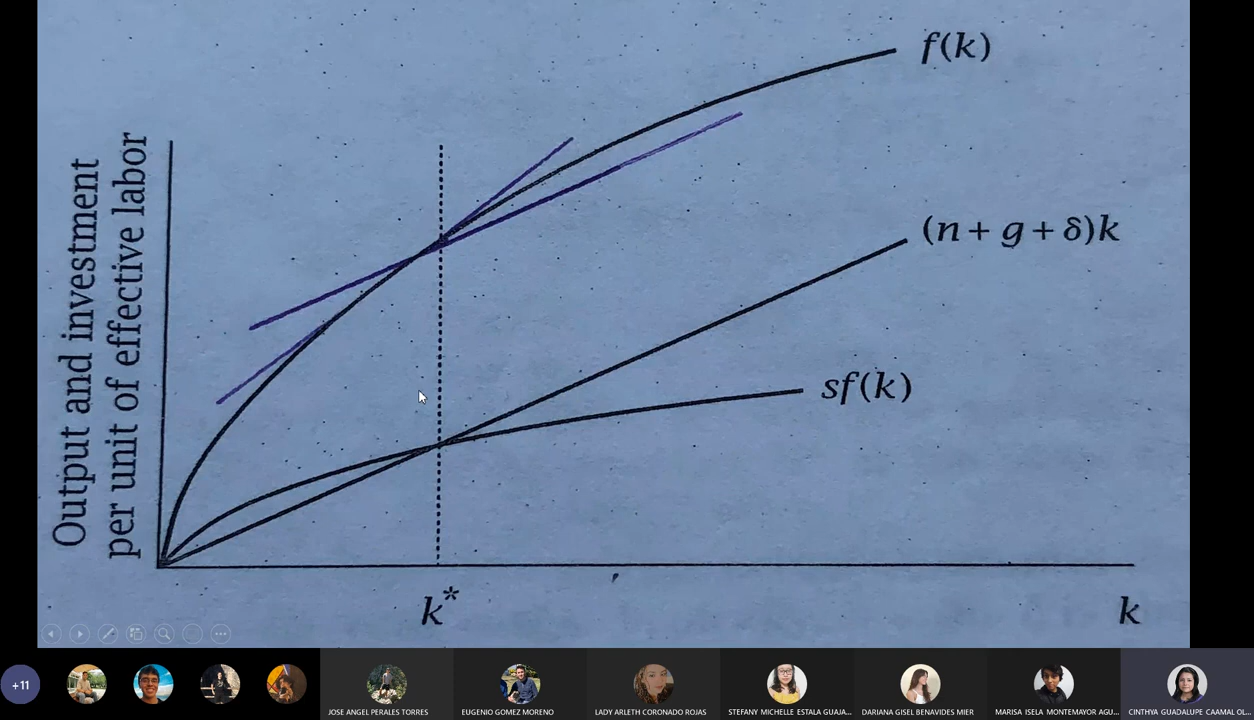 f(k)
(n + g + δ)k
sf(k)
Output and investment
per unit of effective labor
k*
k
+11
JOSE ANGEL PERALES TORRES
EUGENIO GOMEZ MORENO
LADY ARLETH CORONADO ROJAS
STEFANY MICHELLE ESTALA GUAJA...
DARIANA GISEL BENAVIDES MIER
MARISA ISELA MONTEMAYOR AGU...
CINTHYA GUADALUPE CAAMAL OL...